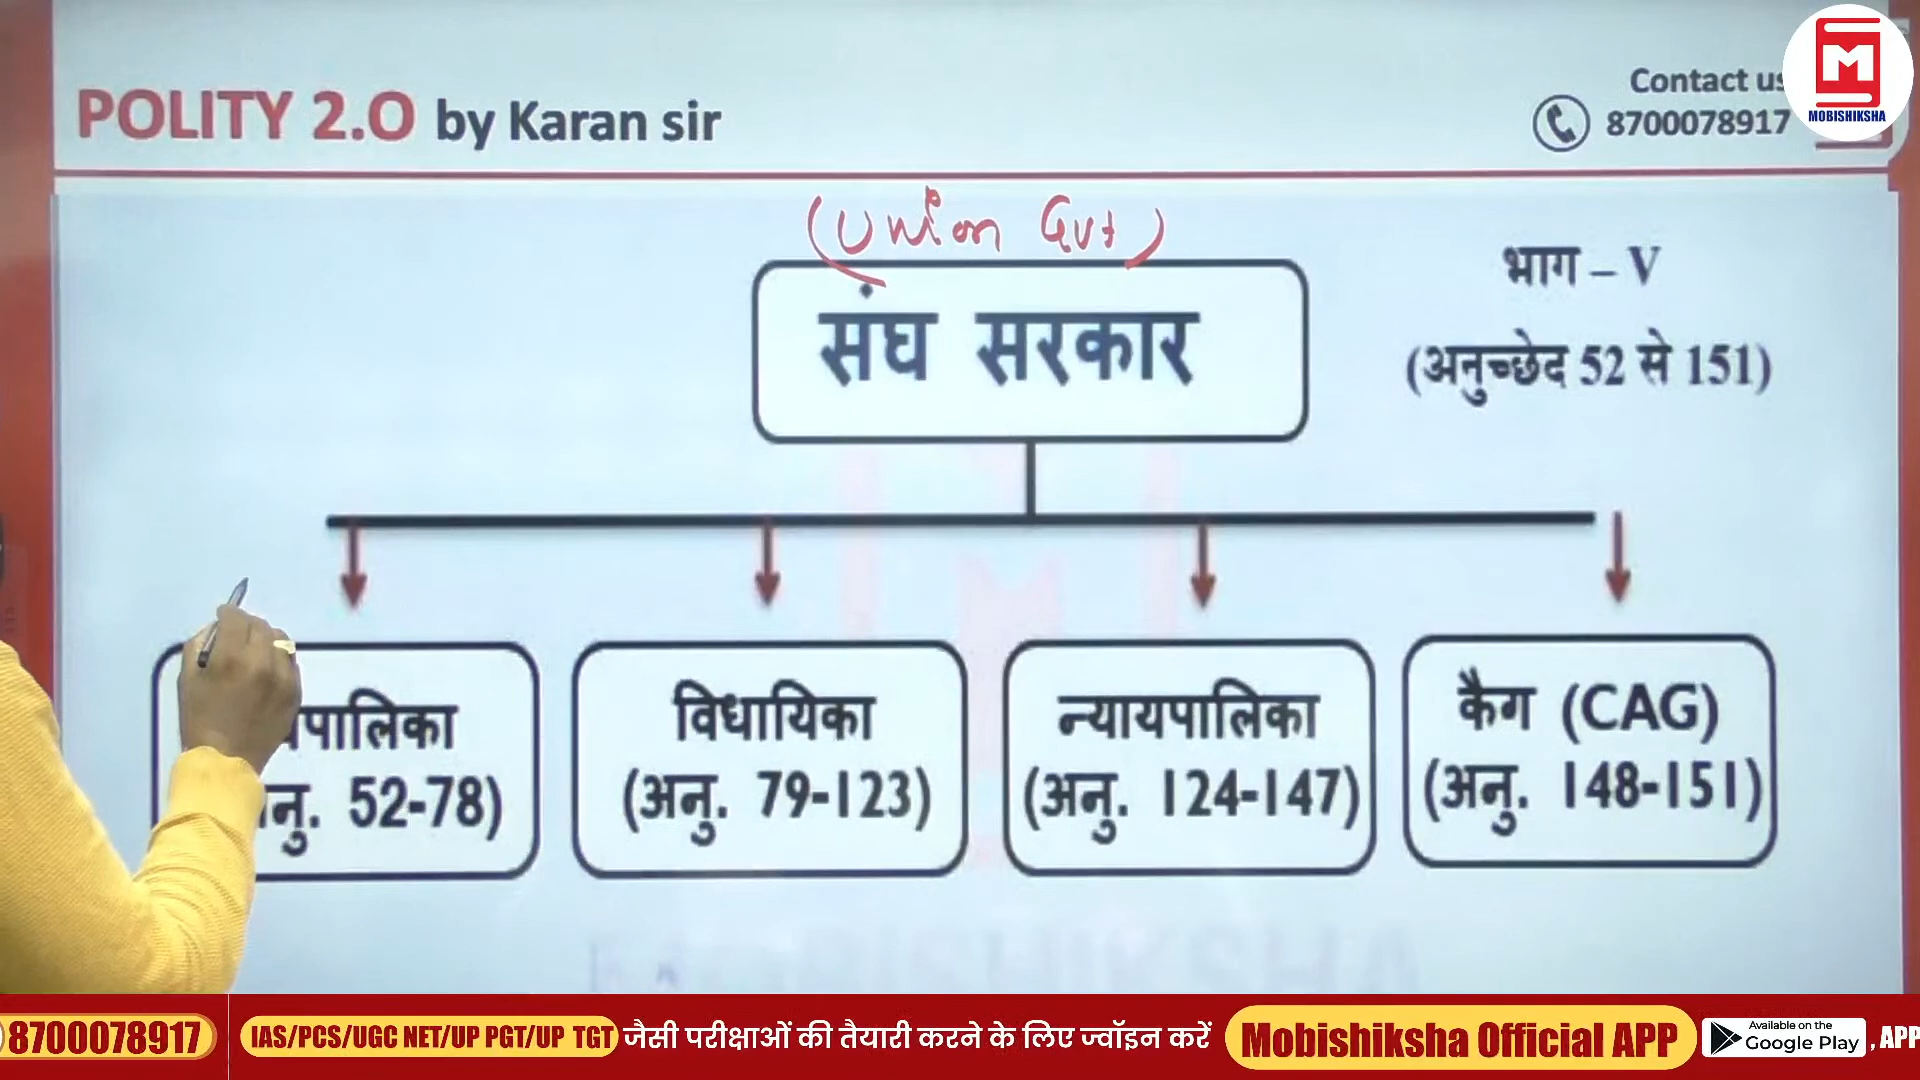 POLITY 2.O by Karan sir
Contact us
8700078917
MOBISHIKSHA
(Union Gvt)
संघ सरकार
भाग – V
(अनुच्छेद 52 से 151)
पालिका
नु. 52-78)
विधायिका
(अनु. 79-123)
न्यायपालिका
(अनु. 124-147)
कैग (CAG)
(अनु. 148-151)
8700078917
IAS/PCS/UGC NET/UP PGT/UP TGT जैसी परीक्षाओं की तैयारी करने के लिए ज्वॉइन करें
Mobishiksha Official APP
Available on the
Google Play
, APP